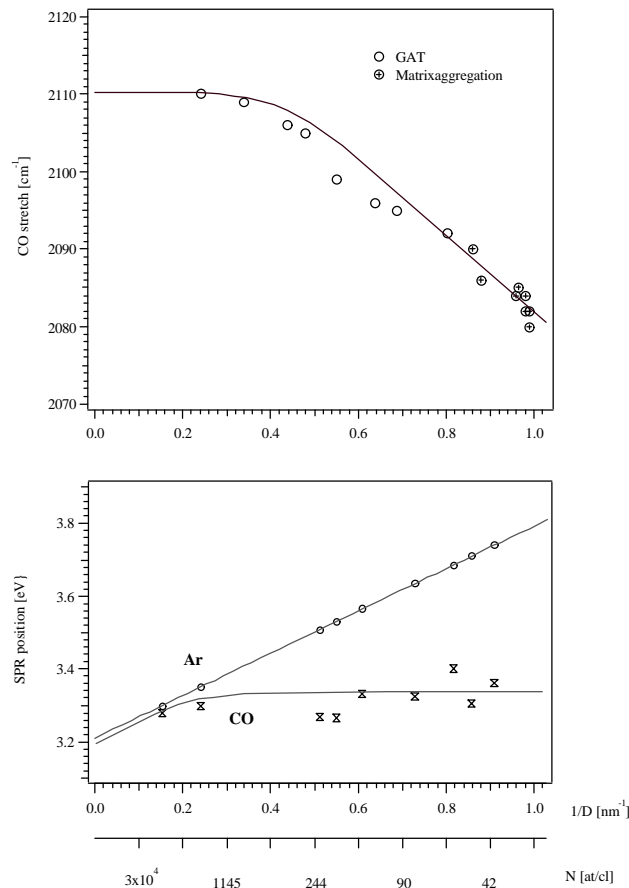 2120
2110
2100
2090
2080
2070
CO stretch [cm⁻¹]
GAT
Matrixaggregation
0.0 0.2 0.4 0.6 0.8 1.0
3.8
3.6
3.4
3.2
SPR position [eV}
Ar
CO
0.0 0.2 0.4 0.6 0.8 1.0 1/D [nm⁻¹]
3x10⁴ 1145 244 90 42 N [at/cl]